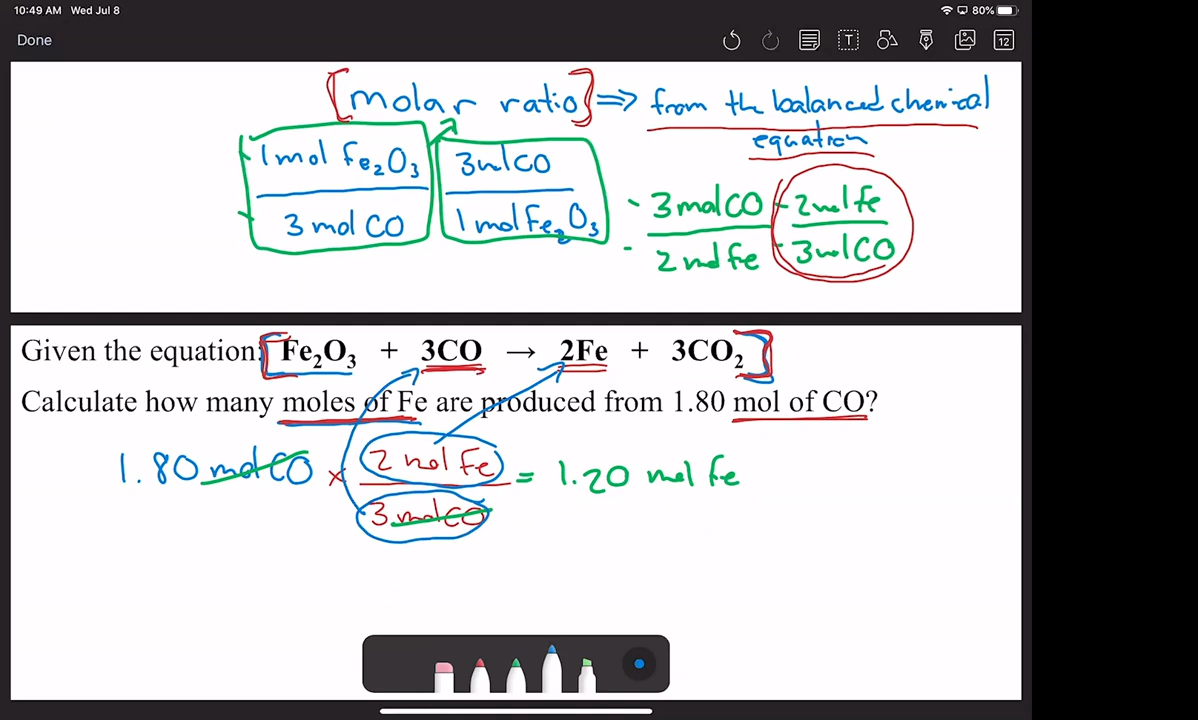 10:49 AM Wed Jul 8 80%
Done
12
[molar ratio] ⇒ from the balanced chemical
equation
1 mol Fe₂O₃ 3 mol CO
3 mol CO 1 mol Fe₂O₃
3 mol CO 2 mol Fe
2 mol Fe 3 mol CO
Given the equation: [Fe₂O₃ + 3CO → 2Fe + 3CO₂]
Calculate how many moles of Fe are produced from 1.80 mol of CO?
1.80 mol CO × 2 mol Fe = 1.20 mol Fe
3 mol CO